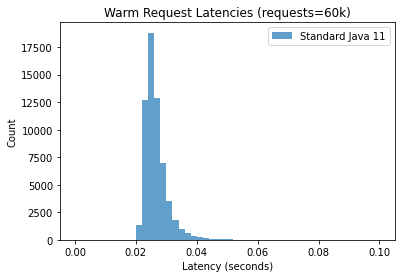 Warm Request Latencies (requests=60k)
Standard Java 11
17500
15000
12500
10000
7500
5000
2500
0
Count
0.00 0.02 0.04 0.06 0.08 0.10
Latency (seconds)